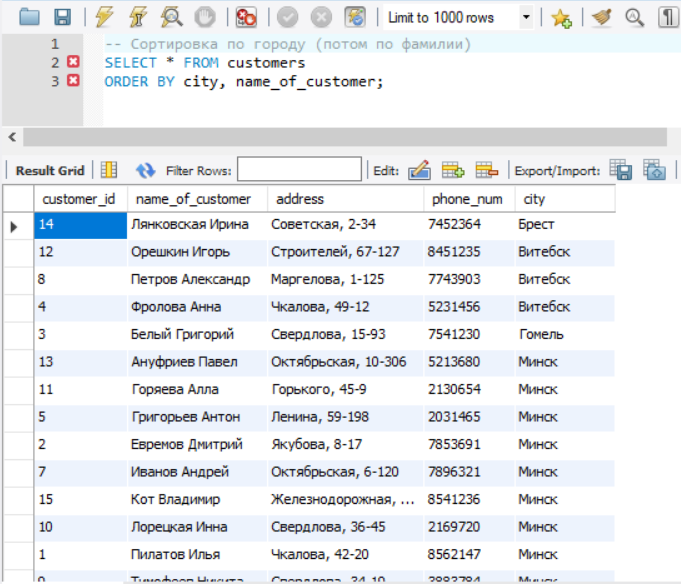 Limit to 1000 rows
1 -- Сортировка по городу (потом по фамилии)
2 SELECT * FROM customers
3 ORDER BY city, name_of_customer;
Result Grid Filter Rows: Edit: Export/Import:
customer_id name_of_customer address phone_num city
14 Лянковская Ирина Советская, 2-34 7452364 Брест
12 Орешкин Игорь Строителей, 67-127 8451235 Витебск
8 Петров Александр Маргелова, 1-125 7743903 Витебск
4 Фролова Анна Чкалова, 49-12 5231456 Витебск
3 Белый Григорий Свердлова, 15-93 7541230 Гомель
13 Ануфриев Павел Октябрьская, 10-306 5213680 Минск
11 Горяева Алла Горького, 45-9 2130654 Минск
5 Григорьев Антон Ленина, 59-198 2031465 Минск
2 Евремов Дмитрий Якубова, 8-17 7853691 Минск
7 Иванов Андрей Октябрьская, 6-120 7896321 Минск
15 Кот Владимир Железнодорожная, ... 8541236 Минск
10 Лорецкая Инна Свердлова, 36-45 2169720 Минск
1 Пилатов Илья Чкалова, 42-20 8562147 Минск
Тимофеев Никита Свердлова, 34-10 Минск